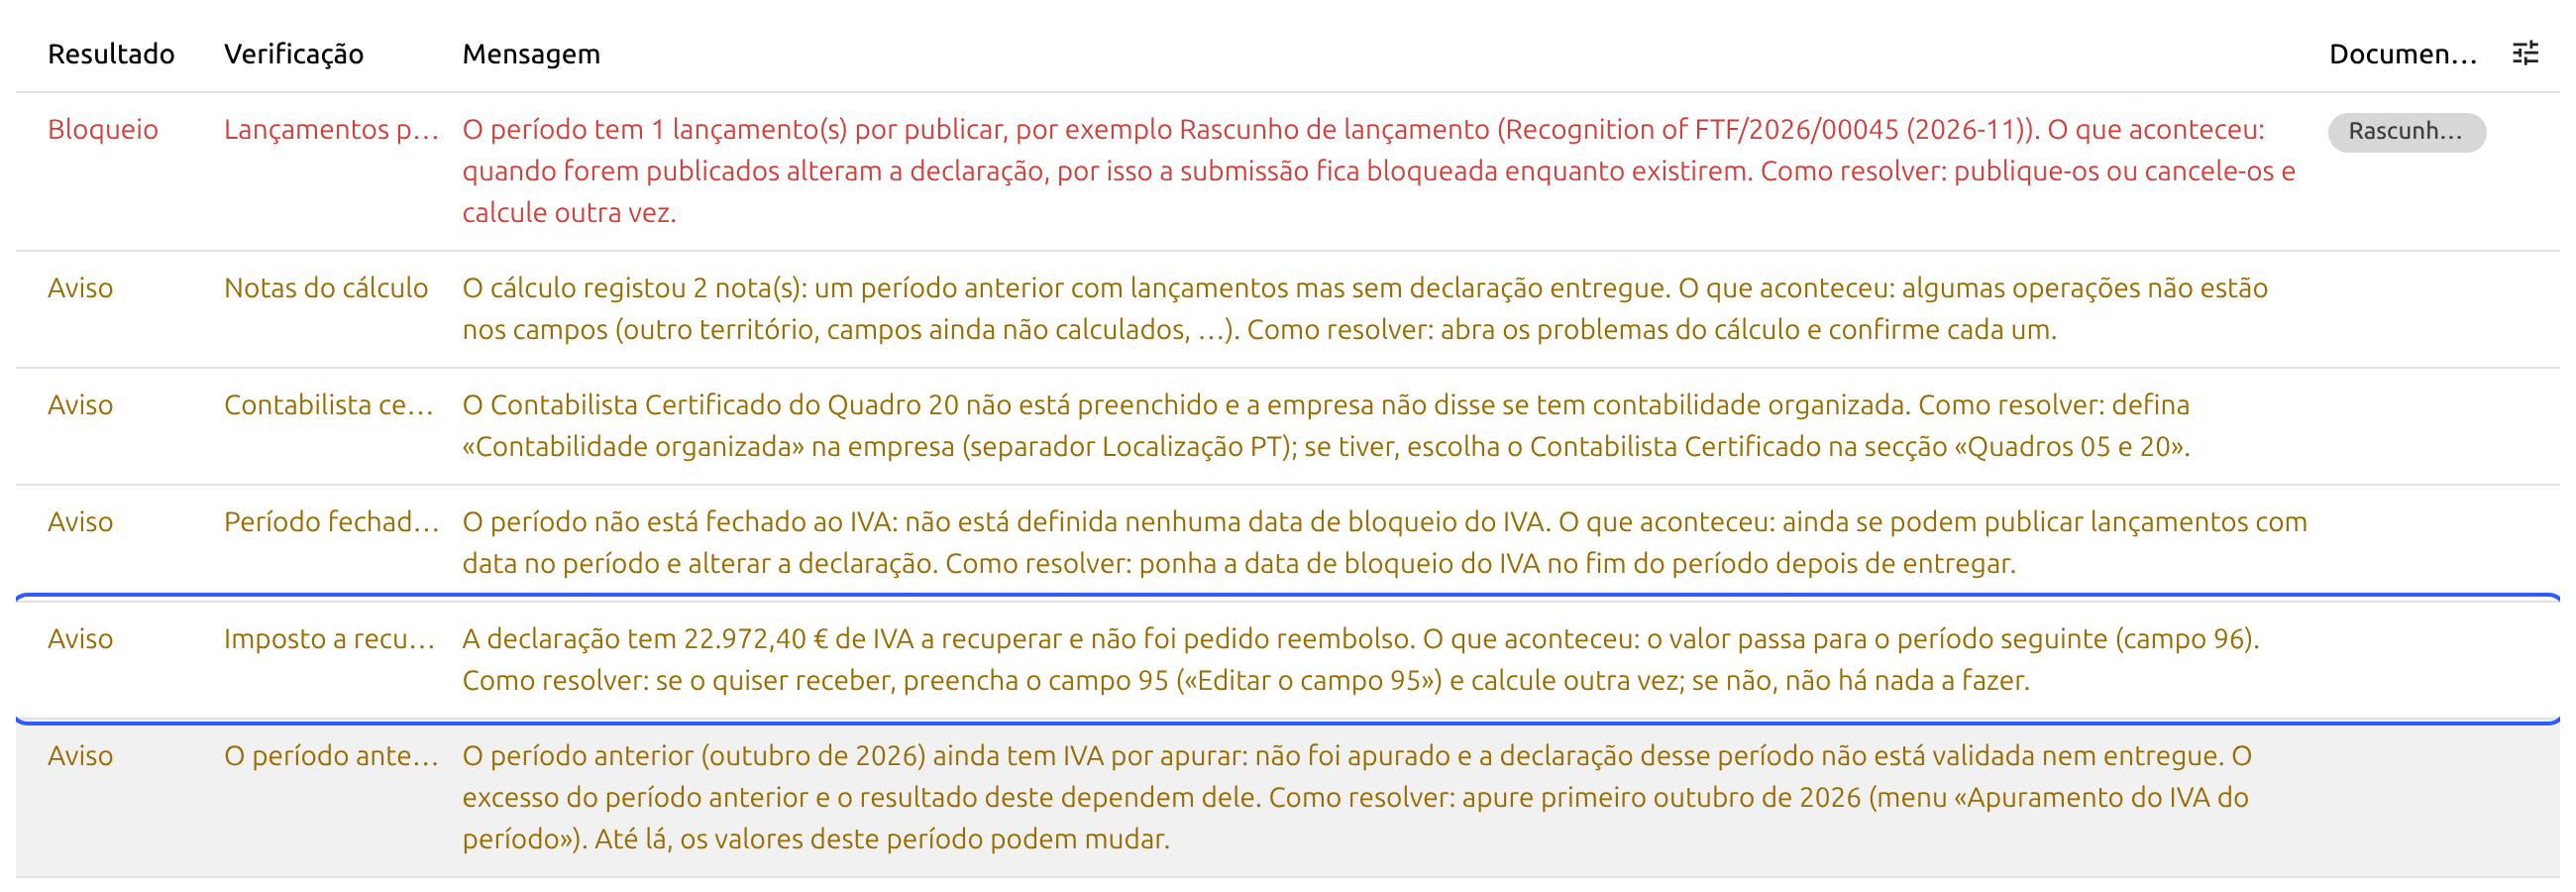 Resultado Verificação Mensagem Documen...
Bloqueio Lançamentos p... O período tem 1 lançamento(s) por publicar, por exemplo Rascunho de lançamento (Recognition of FTF/2026/00045 (2026-11)). O que aconteceu: Rascunh...
quando forem publicados alteram a declaração, por isso a submissão fica bloqueada enquanto existirem. Como resolver: publique-os ou cancele-os e
calcule outra vez.
Aviso Notas do cálculo O cálculo registou 2 nota(s): um período anterior com lançamentos mas sem declaração entregue. O que aconteceu: algumas operações não estão
nos campos (outro território, campos ainda não calculados, ...). Como resolver: abra os problemas do cálculo e confirme cada um.
Aviso Contabilista ce... O Contabilista Certificado do Quadro 20 não está preenchido e a empresa não disse se tem contabilidade organizada. Como resolver: defina
«Contabilidade organizada» na empresa (separador Localização PT); se tiver, escolha o Contabilista Certificado na secção «Quadros 05 e 20».
Aviso Período fechad... O período não está fechado ao IVA: não está definida nenhuma data de bloqueio do IVA. O que aconteceu: ainda se podem publicar lançamentos com
data no período e alterar a declaração. Como resolver: ponha a data de bloqueio do IVA no fim do período depois de entregar.
Aviso Imposto a recu... A declaração tem 22.972,40 € de IVA a recuperar e não foi pedido reembolso. O que aconteceu: o valor passa para o período seguinte (campo 96).
Como resolver: se o quiser receber, preencha o campo 95 («Editar o campo 95») e calcule outra vez; se não, não há nada a fazer.
Aviso O período ante... O período anterior (outubro de 2026) ainda tem IVA por apurar: não foi apurado e a declaração desse período não está validada nem entregue. O
excesso do período anterior e o resultado deste dependem dele. Como resolver: apure primeiro outubro de 2026 (menu «Apuramento do IVA do
período»). Até lá, os valores deste período podem mudar.